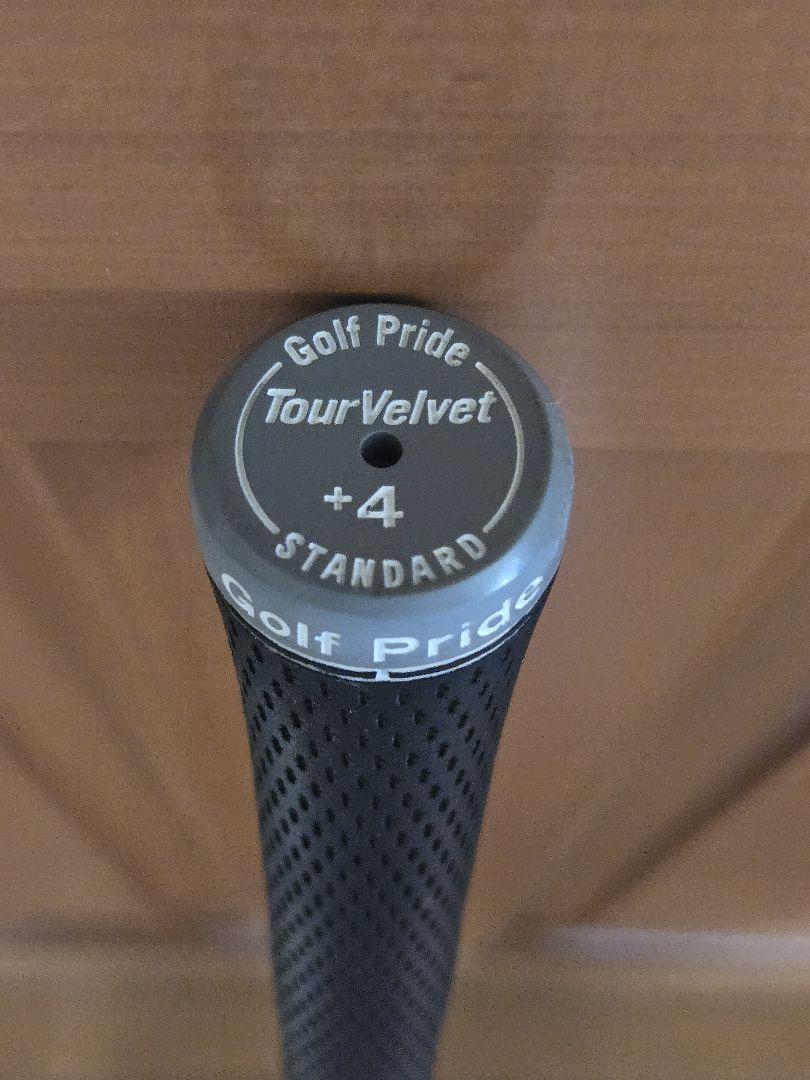 Golf Pride
TourVelvet
+4
STANDARD
Golf Pride